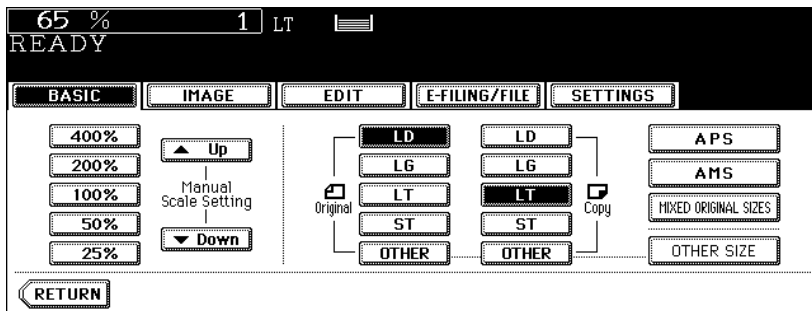 65 % 1 LT
READY
BASIC IMAGE EDIT E-FILING/FILE SETTINGS
400% ▲ Up LD LD APS
200% LG LG AMS
100% Manual Scale Setting Original LT LT Copy MIXED ORIGINAL SIZES
50% ▼ Down ST ST
25% OTHER OTHER OTHER SIZE
RETURN